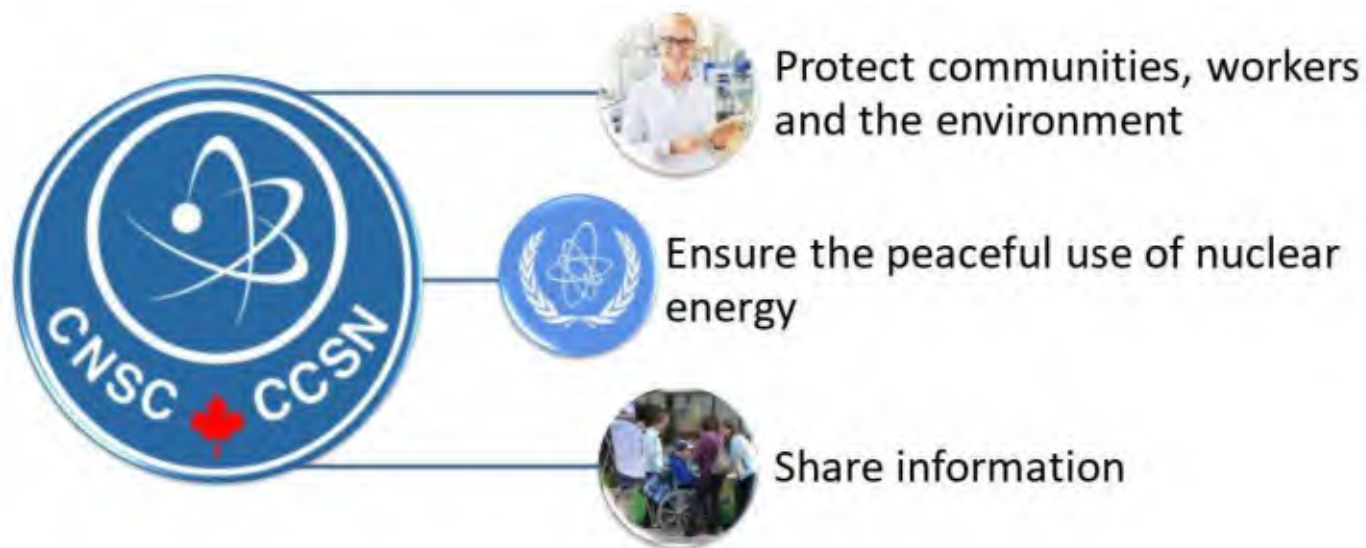 CNSC CCSN
Protect communities, workers
and the environment
Ensure the peaceful use of nuclear
energy
Share information